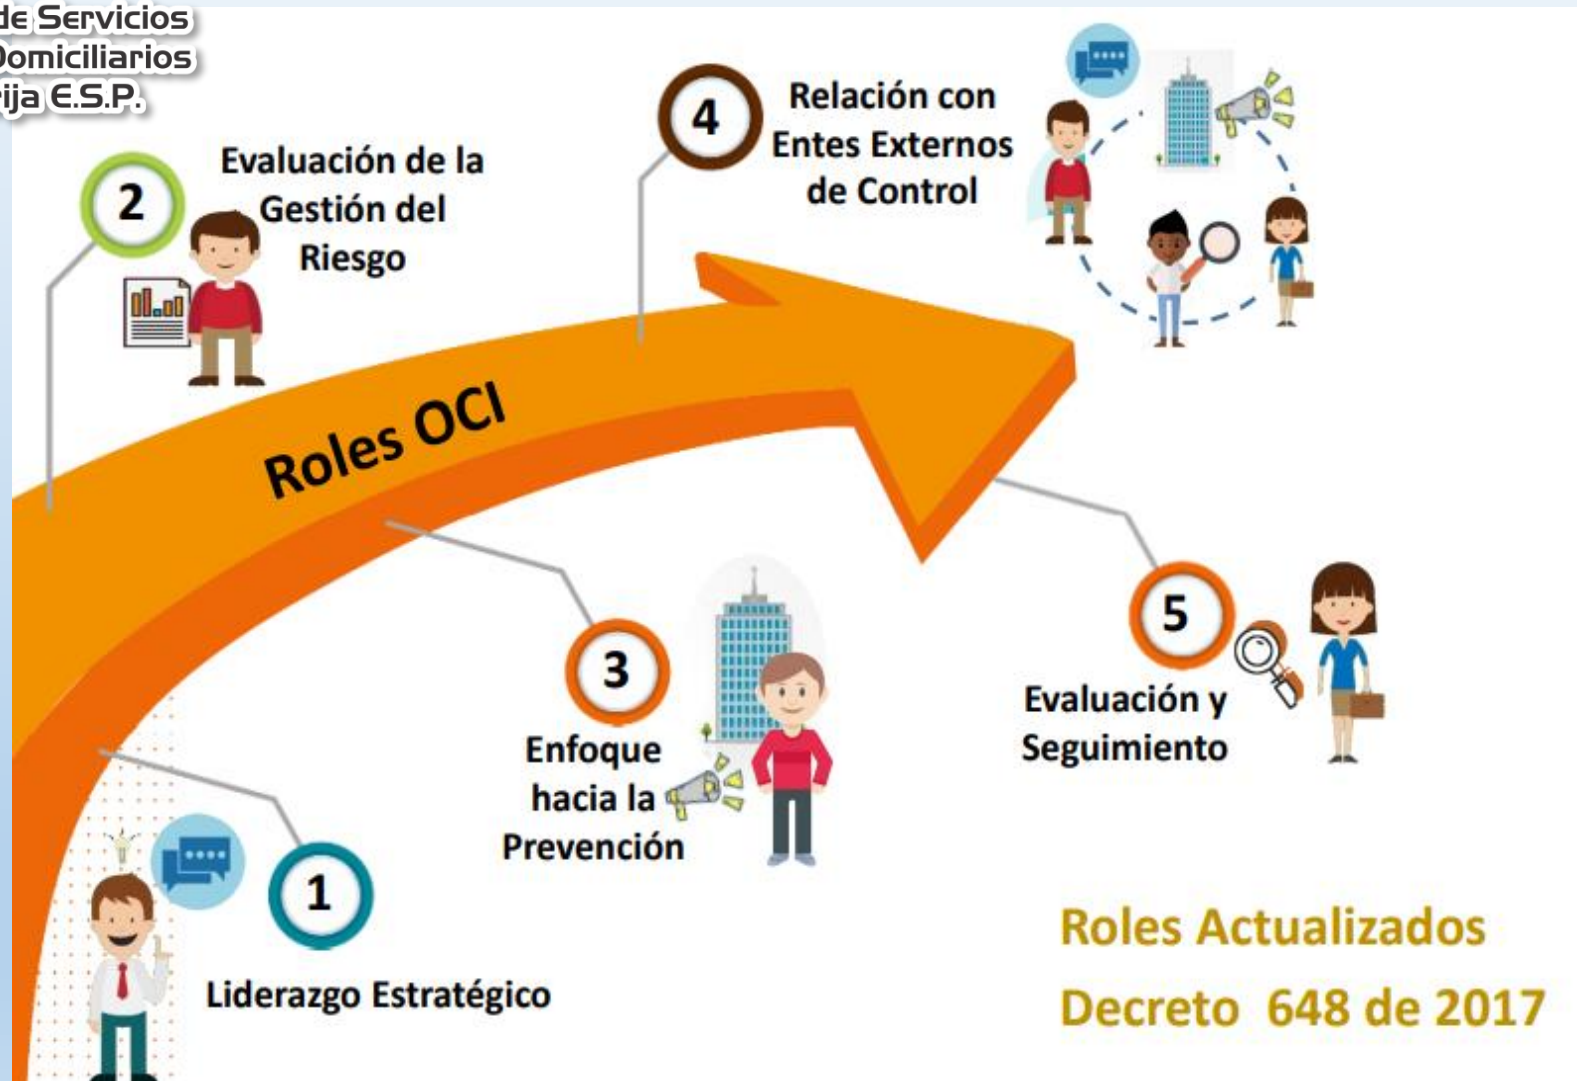 de Servicios
Domiciliarios
rija E.S.P.
2
Evaluación de la
Gestión del
Riesgo
4
Relación con
Entes Externos
de Control
Roles OCI
3
Enfoque
hacia la
Prevención
5
Evaluación y
Seguimiento
1
Liderazgo Estratégico
Roles Actualizados
Decreto 648 de 2017